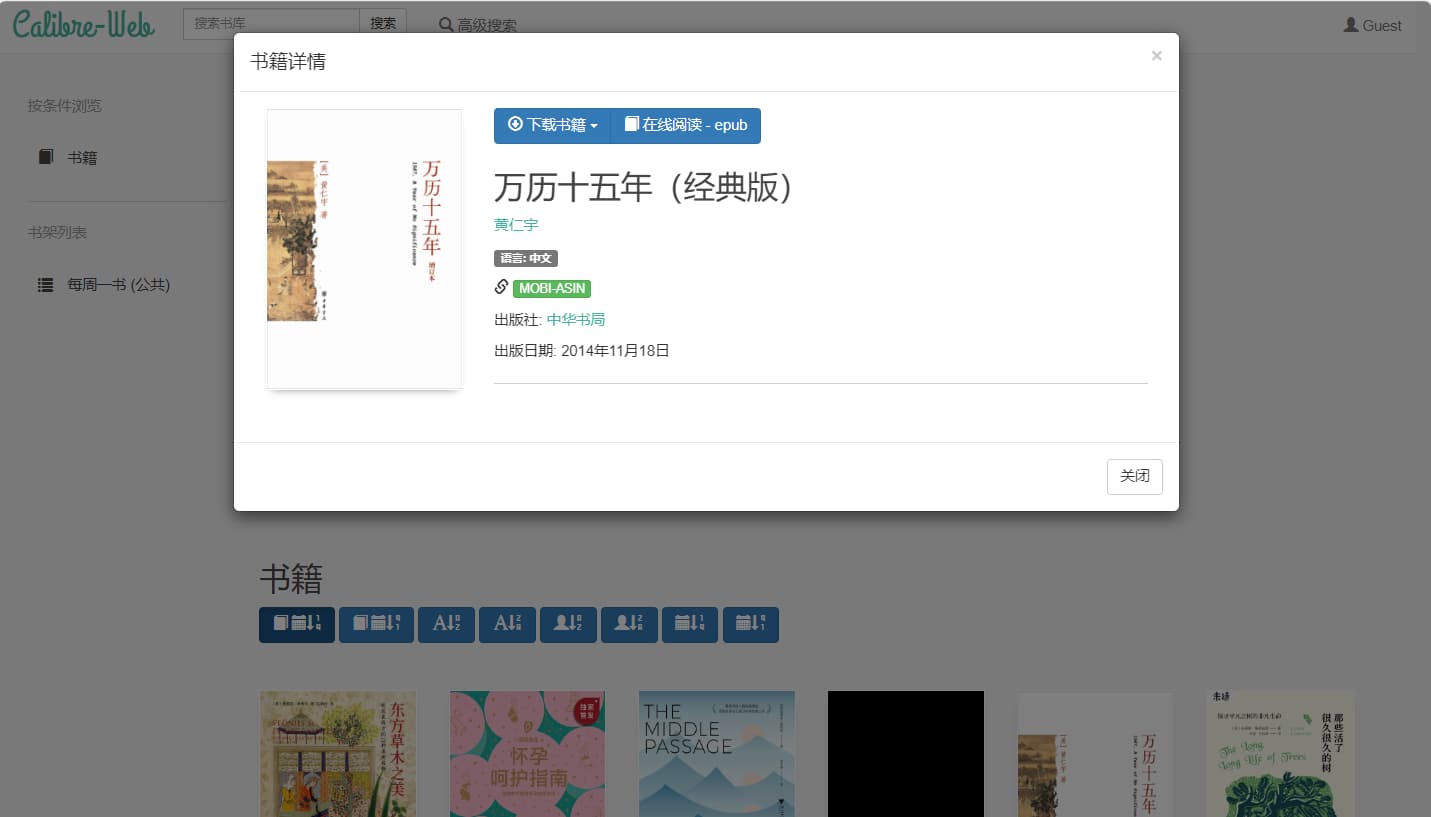 Calibre-Web
搜索书库
搜索
高级搜索
Guest
按条件浏览
书籍
书架列表
每周一书 (公共)
书籍详情
×
万历十五年
1587, A Year of No Significance
增订本
[美] 黄仁宇 著
中华书局
下载书籍
在线阅读 - epub
万历十五年（经典版）
黄仁宇
语言: 中文
MOBI-ASIN
出版社: 中华书局
出版日期: 2014年11月18日
关闭
书籍
东方草木之美
PEONIES
独家首发
怀孕
呵护指南
THE
MIDDLE
PASSAGE
万历十五年
未读
那些活了
很久很久的树
The Long,
Long Life of Trees